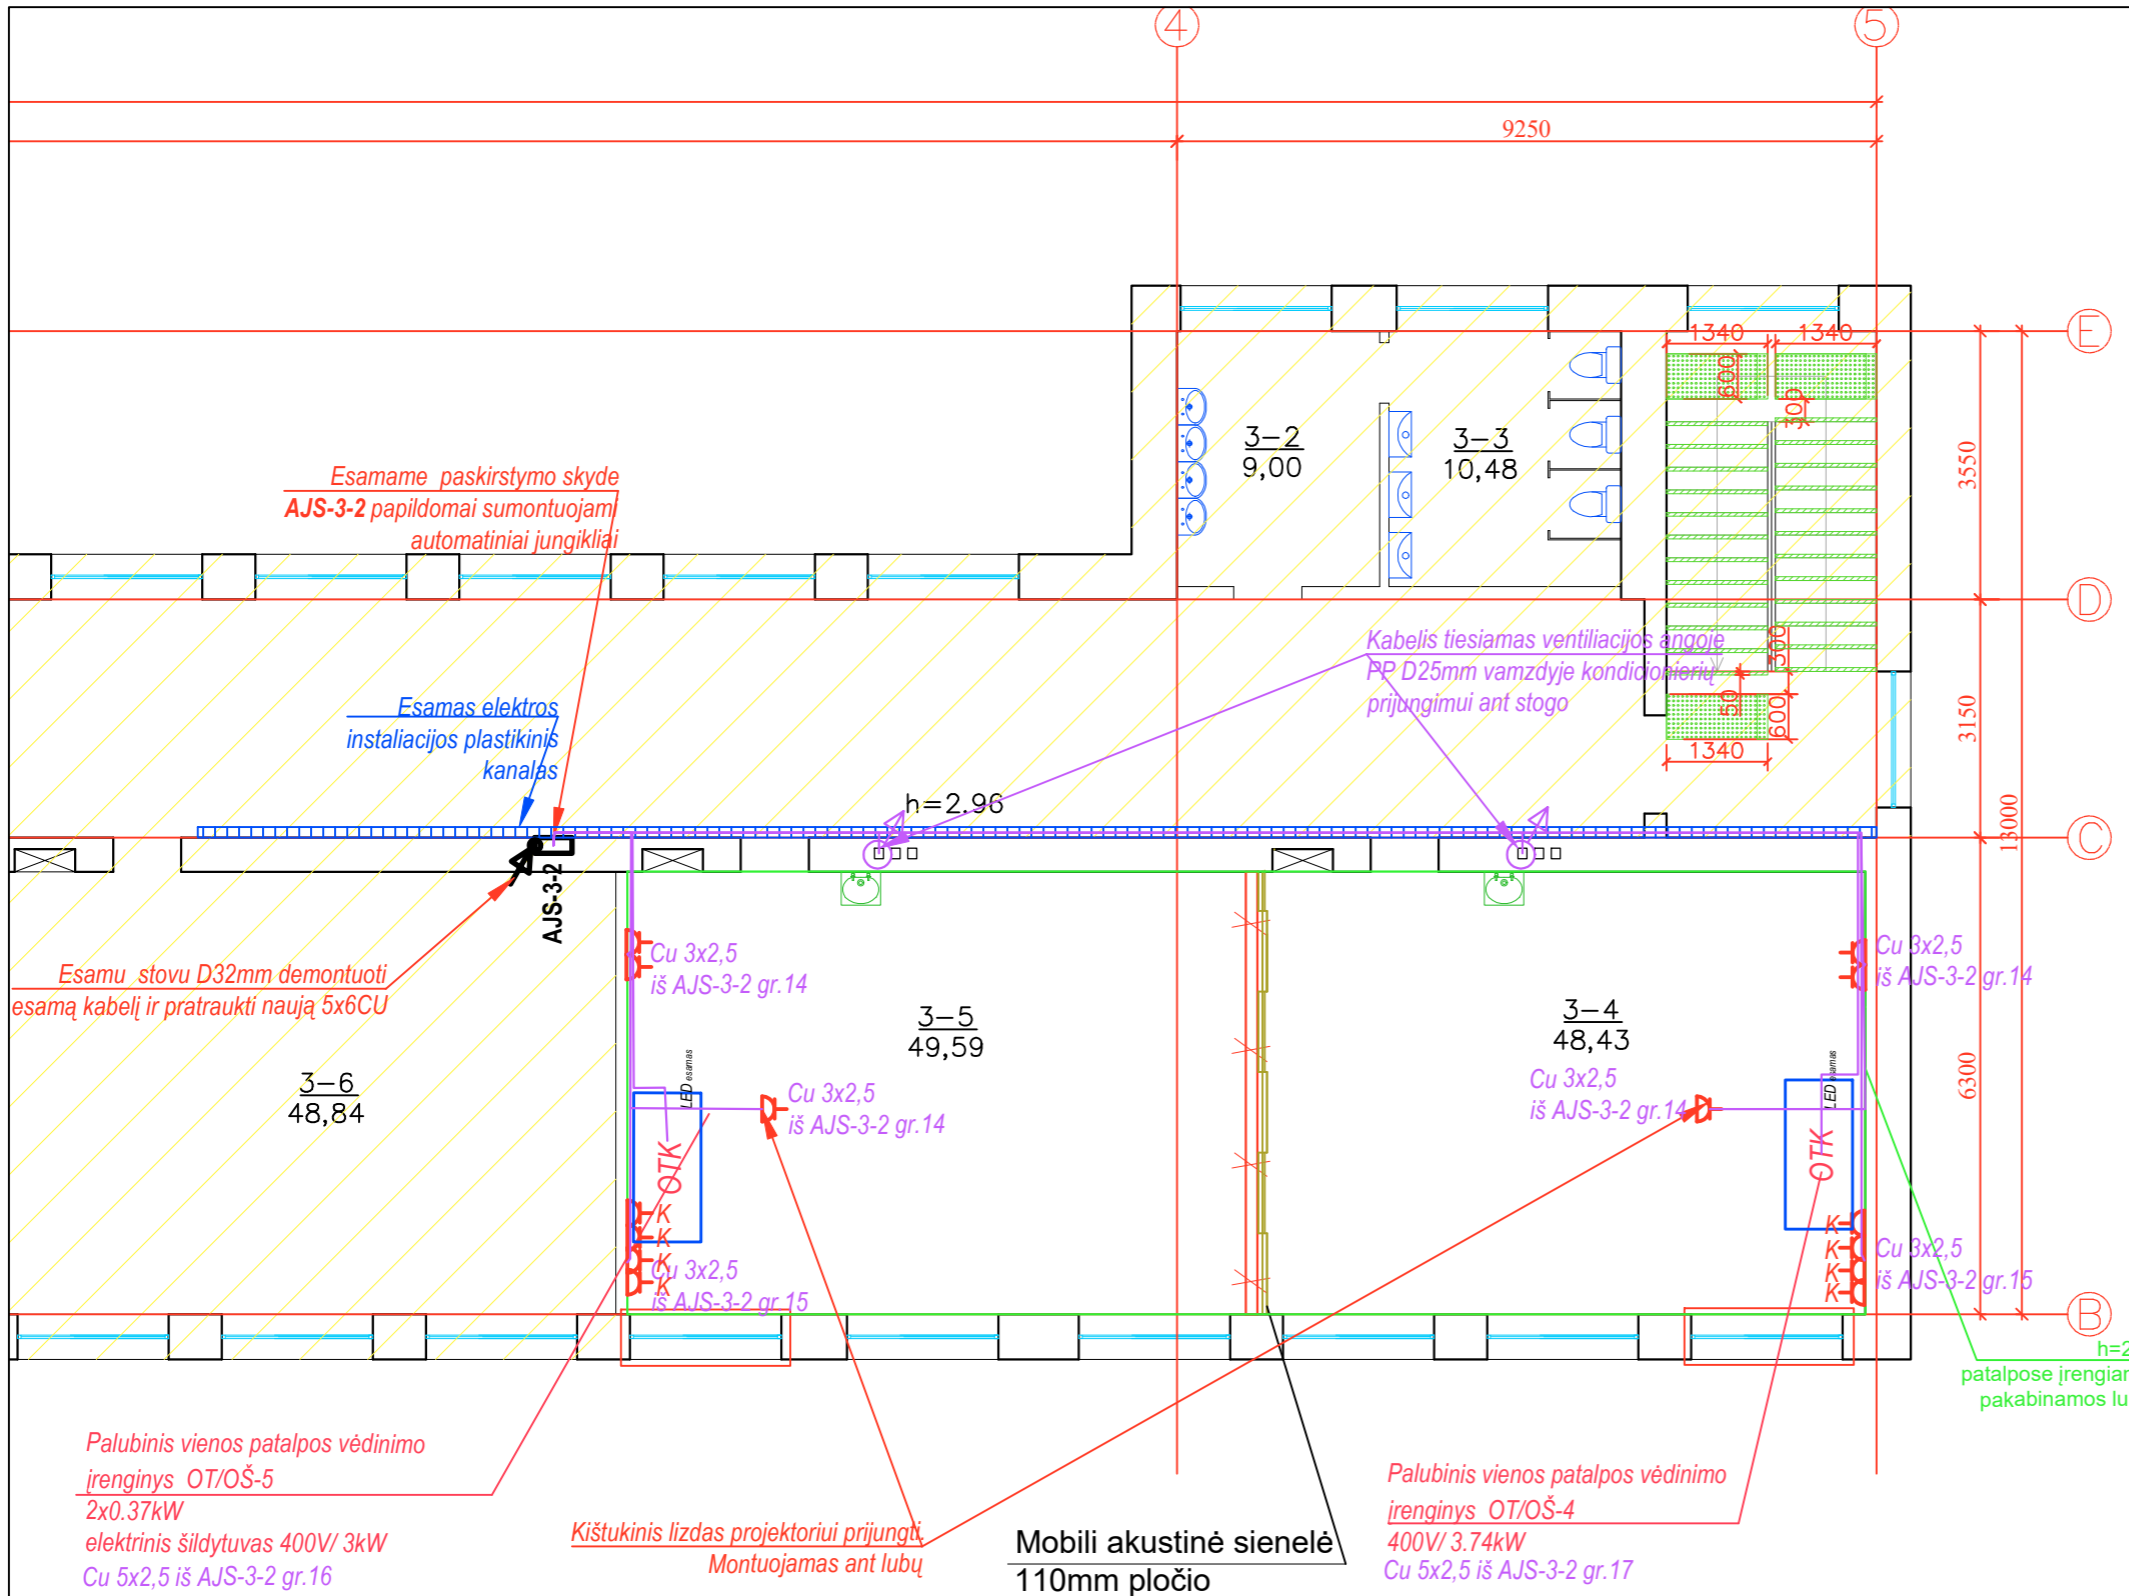 4
5
9250
E
1340
1340
600
300
3-2
9,00
3-3
10,48
3550
Esamame paskirstymo skyde
AJS-3-2 papildomai sumontuojami
automatiniai jungikliai
D
Kabelis tiesiamas ventiliacijos angoje
PP D25mm vamzdyje kondicionierių
prijungimui ant stogo
300
50
600
1340
3150
Esamas elektros
instaliacijos plastikinis
kanalas
h=2.96
13000
C
AJS-3-2
Esamu stovu D32mm demontuoti
esamą kabelį ir pratraukti naują 5x6CU
Cu 3x2,5
iš AJS-3-2 gr.14
Cu 3x2,5
iš AJS-3-2 gr.14
3-5
49,59
3-4
48,43
3-6
48,84
LED esamas
Cu 3x2,5
iš AJS-3-2 gr.14
Cu 3x2,5
iš AJS-3-2 gr.14
LED esamas
6300
OTK
OTK
K
K
K
K
Cu 3x2,5
iš AJS-3-2 gr.15
K
K
K
K
Cu 3x2,5
iš AJS-3-2 gr.15
B
h=2
patalpose įrengiam
pakabinamos lu
Palubinis vienos patalpos vėdinimo
įrenginys OT/OŠ-5
2x0.37kW
elektrinis šildytuvas 400V/ 3kW
Cu 5x2,5 iš AJS-3-2 gr.16
Kištukinis lizdas projektoriui prijungti.
Montuojamas ant lubų
Mobili akustinė sienelė
110mm pločio
Palubinis vienos patalpos vėdinimo
įrenginys OT/OŠ-4
400V/ 3.74kW
Cu 5x2,5 iš AJS-3-2 gr.17